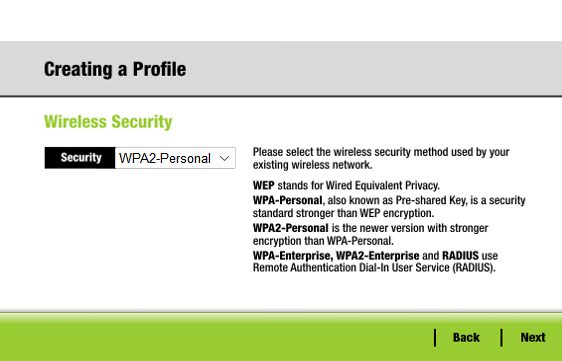 Creating a Profile
Wireless Security
Security WPA2-Personal
Please select the wireless security method used by your
existing wireless network.
WEP stands for Wired Equivalent Privacy.
WPA-Personal, also known as Pre-shared Key, is a security
standard stronger than WEP encryption.
WPA2-Personal is the newer version with stronger
encryption than WPA-Personal.
WPA-Enterprise, WPA2-Enterprise and RADIUS use
Remote Authentication Dial-In User Service (RADIUS).
Back Next